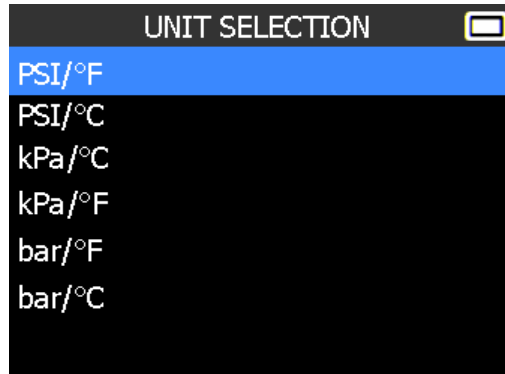 UNIT SELECTION
PSI/°F
PSI/°C
kPa/°C
kPa/°F
bar/°F
bar/°C